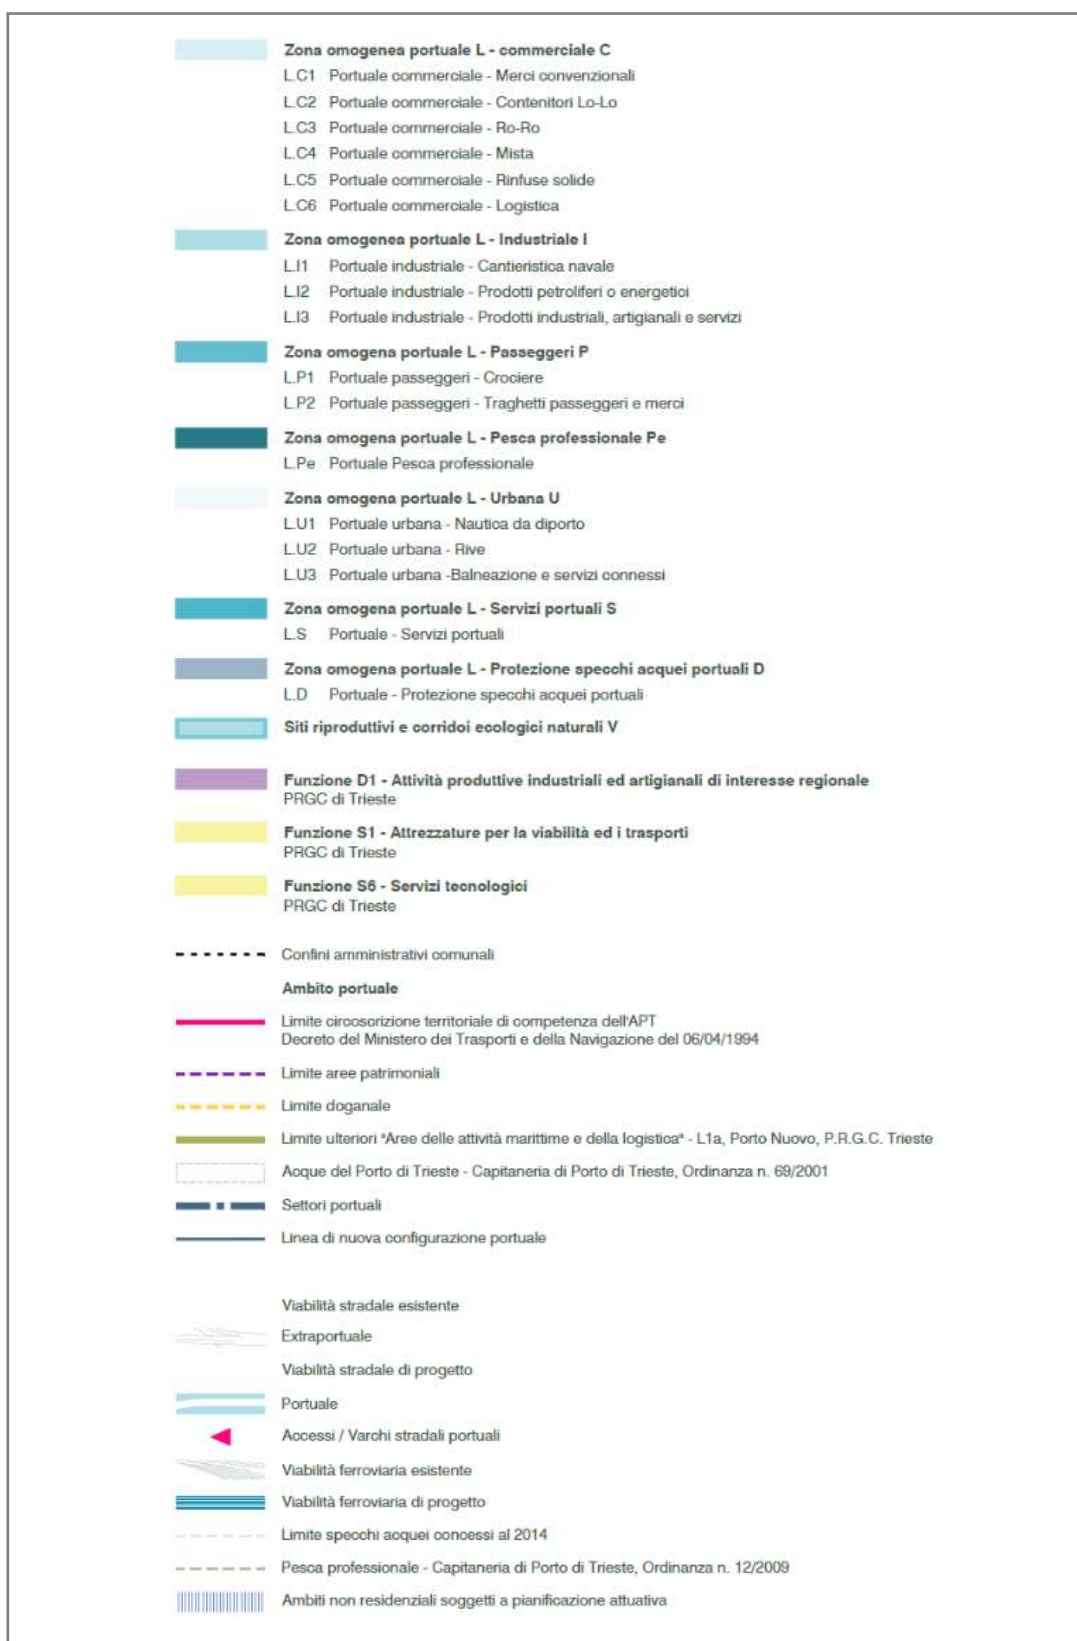 Zona omogenea portuale L - commerciale C
L.C1 Portuale commerciale - Merci convenzionali
L.C2 Portuale commerciale - Contenitori Lo-Lo
L.C3 Portuale commerciale - Ro-Ro
L.C4 Portuale commerciale - Mista
L.C5 Portuale commerciale - Rinfuse solide
L.C6 Portuale commerciale - Logistica
Zona omogenea portuale L - Industriale I
L.I1 Portuale industriale - Cantieristica navale
L.I2 Portuale industriale - Prodotti petroliferi o energetici
L.I3 Portuale industriale - Prodotti industriali, artigianali e servizi
Zona omogena portuale L - Passeggeri P
L.P1 Portuale passeggeri - Crociere
L.P2 Portuale passeggeri - Traghetti passeggeri e merci
Zona omogena portuale L - Pesca professionale Pe
L.Pe Portuale Pesca professionale
Zona omogena portuale L - Urbana U
L.U1 Portuale urbana - Nautica da diporto
L.U2 Portuale urbana - Rive
L.U3 Portuale urbana -Balneazione e servizi connessi
Zona omogena portuale L - Servizi portuali S
L.S Portuale - Servizi portuali
Zona omogena portuale L - Protezione specchi acquei portuali D
L.D Portuale - Protezione specchi acquei portuali
Siti riproduttivi e corridoi ecologici naturali V
Funzione D1 - Attività produttive industriali ed artigianali di interesse regionale
PRGC di Trieste
Funzione S1 - Attrezzature per la viabilità ed i trasporti
PRGC di Trieste
Funzione S6 - Servizi tecnologici
PRGC di Trieste
Confini amministrativi comunali
Ambito portuale
Limite circoscrizione territoriale di competenza dell'APT
Decreto del Ministero dei Trasporti e della Navigazione del 06/04/1994
Limite aree patrimoniali
Limite doganale
Limite ulteriori "Aree delle attività marittime e della logistica" - L1a, Porto Nuovo, P.R.G.C. Trieste
Acque del Porto di Trieste - Capitaneria di Porto di Trieste, Ordinanza n. 69/2001
Settori portuali
Linea di nuova configurazione portuale
Viabilità stradale esistente
Extraportuale
Viabilità stradale di progetto
Portuale
Accessi / Varchi stradali portuali
Viabilità ferroviaria esistente
Viabilità ferroviaria di progetto
Limite specchi acquei concessi al 2014
Pesca professionale - Capitaneria di Porto di Trieste, Ordinanza n. 12/2009
Ambiti non residenziali soggetti a pianificazione attuativa